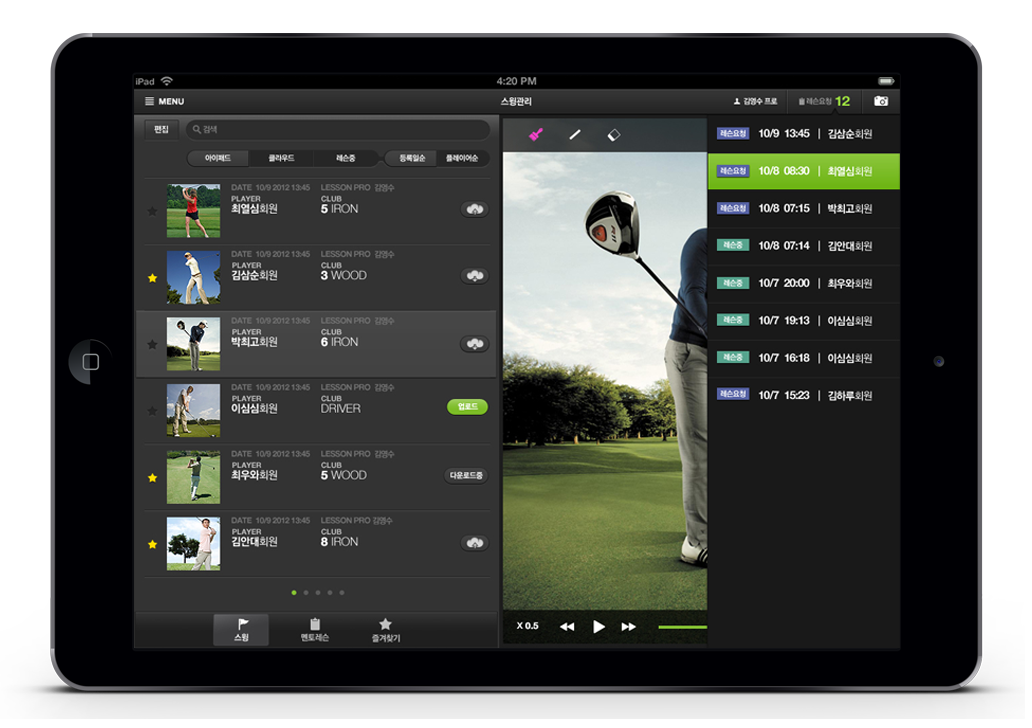 iPad
4:20 PM
MENU
스윙관리
김영수 프로
레슨요청 12
편집
검색
아이패드
클라우드
레슨중
등록일순
플레이어순
DATE 10/9 2012 13:45 LESSON PRO 김영수
PLAYER CLUB
최열심회원 5 IRON
DATE 10/9 2012 13:45 LESSON PRO 김영수
PLAYER CLUB
김삼순회원 3 WOOD
DATE 10/9 2012 13:45 LESSON PRO 김영수
PLAYER CLUB
박최고회원 6 IRON
DATE 10/9 2012 13:45 LESSON PRO 김영수
PLAYER CLUB
이심심회원 DRIVER
업로드
DATE 10/9 2012 13:45 LESSON PRO 김영수
PLAYER CLUB
최우와회원 5 WOOD
다운로드중
DATE 10/9 2012 13:45 LESSON PRO 김영수
PLAYER CLUB
김안대회원 8 IRON
스윙
멘토레슨
즐겨찾기
X 0.5
레슨요청 10/9 13:45 | 김삼순회원
레슨요청 10/8 08:30 | 최열심회원
레슨요청 10/8 07:15 | 박최고회원
레슨중 10/8 07:14 | 김안대회원
레슨중 10/7 20:00 | 최우와회원
레슨중 10/7 19:13 | 이심심회원
레슨중 10/7 16:18 | 이심심회원
레슨요청 10/7 15:23 | 김하루회원